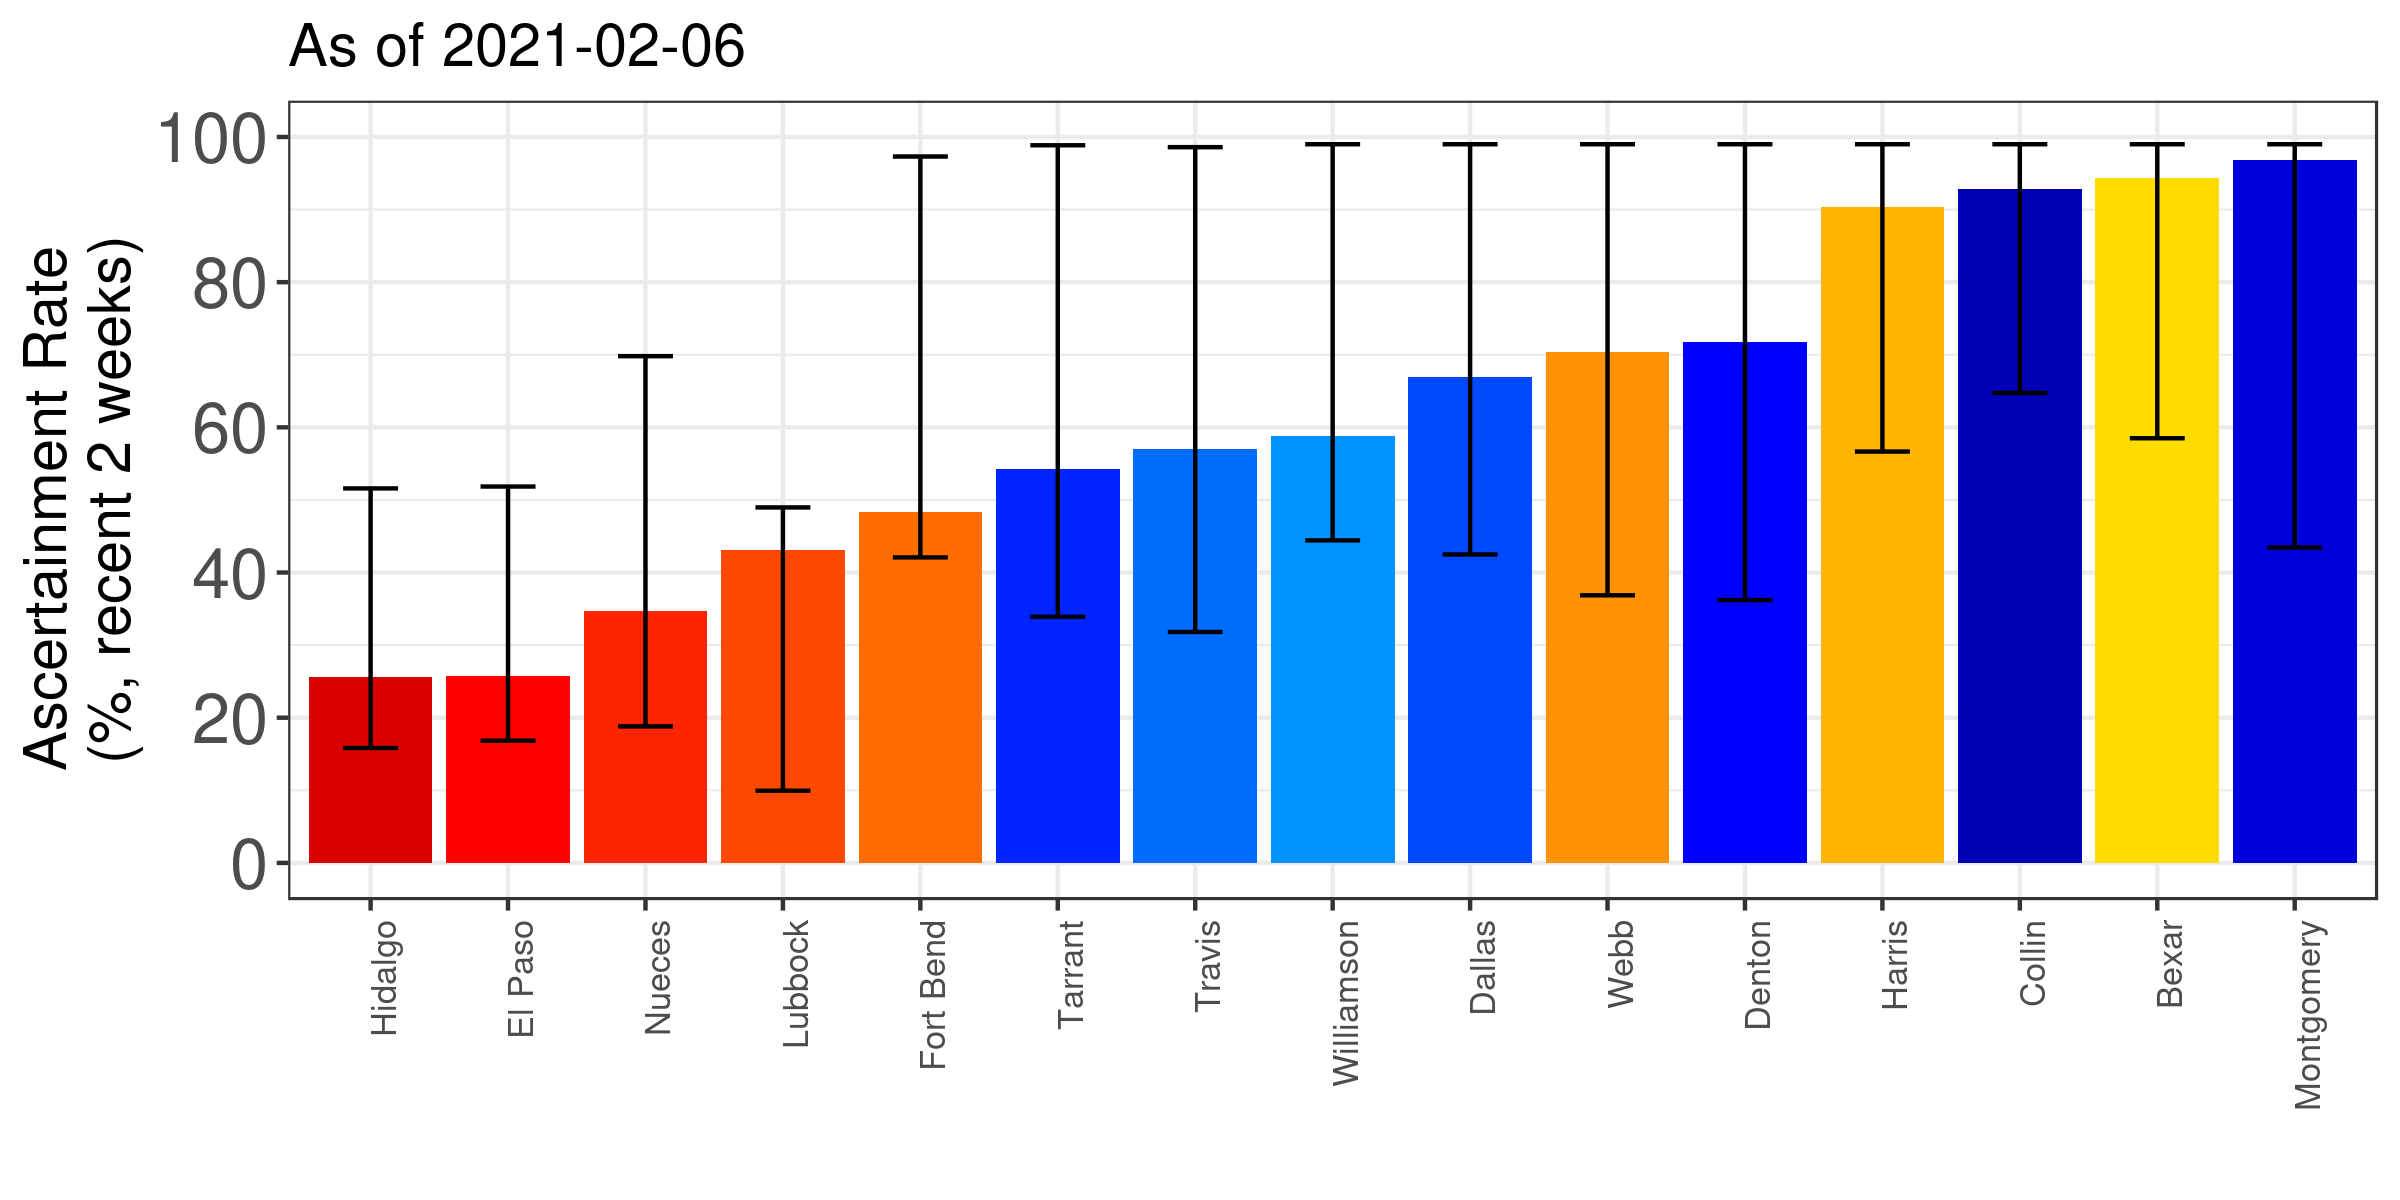 As of 2021-02-06
Ascertainment Rate
(%, recent 2 weeks)
100
80
60
40
20
0
Hidalgo
El Paso
Nueces
Lubbock
Fort Bend
Tarrant
Travis
Williamson
Dallas
Webb
Denton
Harris
Collin
Bexar
Montgomery